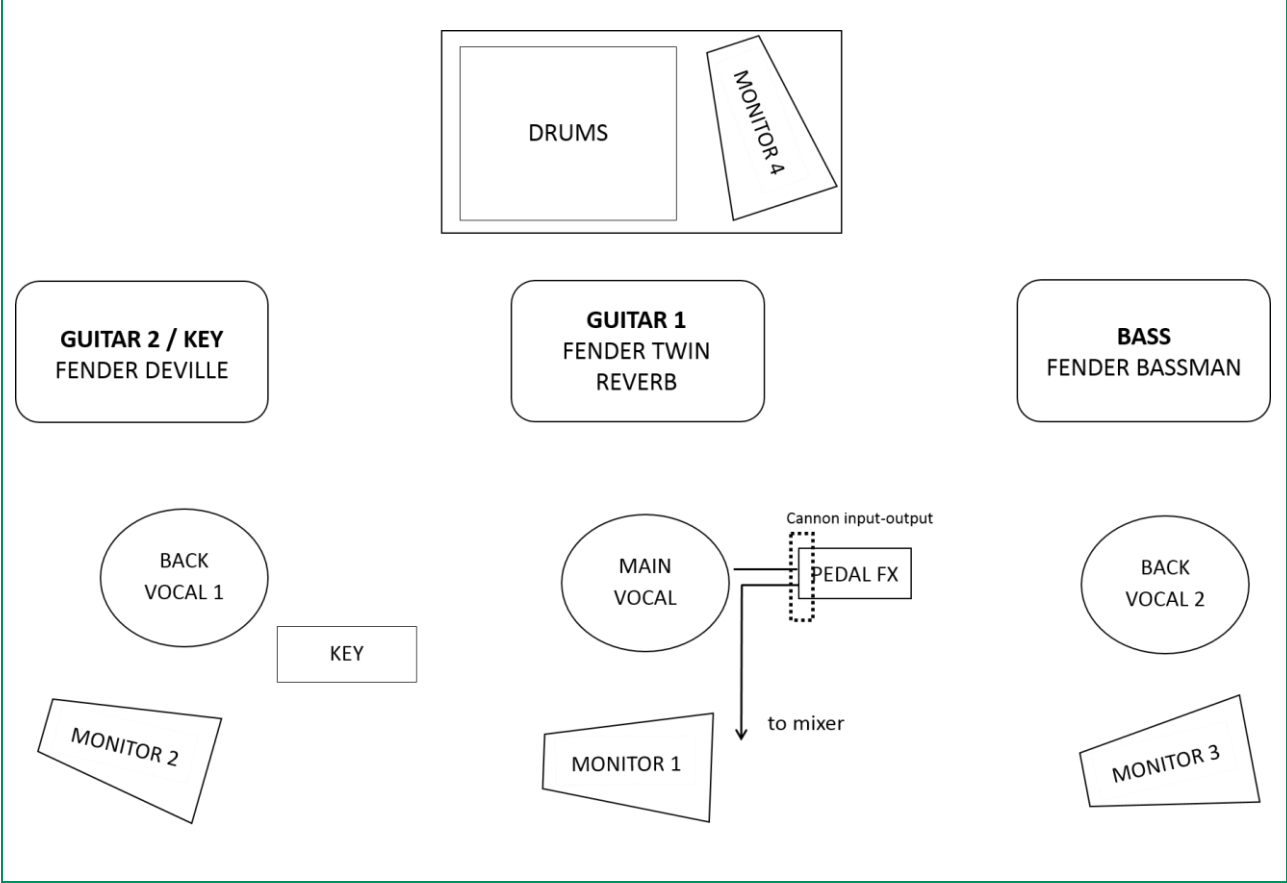 DRUMS
MONITOR 4
GUITAR 2 / KEY
FENDER DEVILLE
GUITAR 1
FENDER TWIN
REVERB
BASS
FENDER BASSMAN
BACK
VOCAL 1
KEY
MAIN
VOCAL
Cannon input-output
PEDAL FX
BACK
VOCAL 2
MONITOR 2
MONITOR 1
to mixer
MONITOR 3